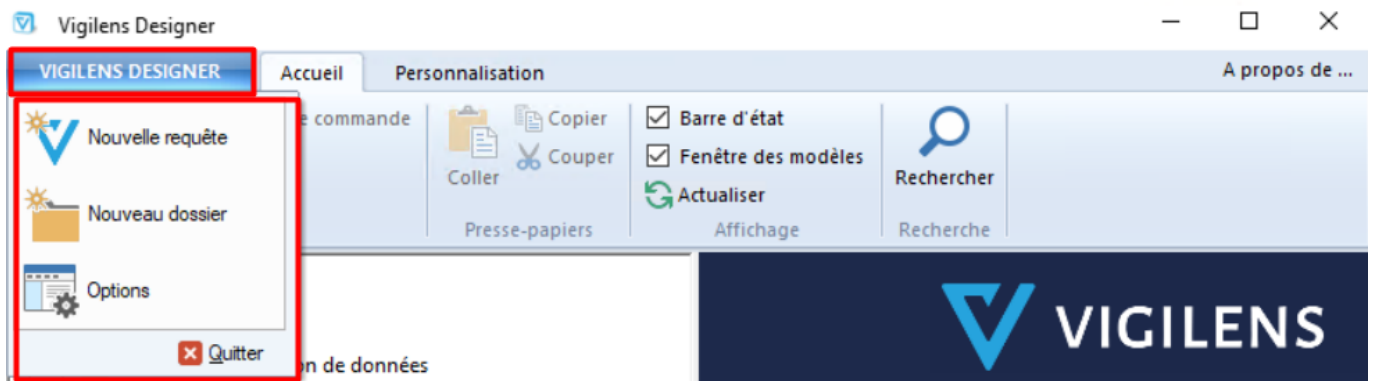 Vigilens Designer
VIGILENS DESIGNER Accueil Personnalisation A propos de ...
Nouvelle requête
commande
Coller
Copier
Couper
Presse-papiers
Barre d'état
Fenêtre des modèles
Actualiser
Affichage
Rechercher
Recherche
Nouveau dossier
Options
Quitter
de données
VIGILENS